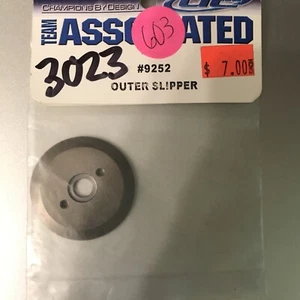 CHAMPIONS BY DESIGN
TEAM
ASSOCIATED
603
$ 7.00
3023
#9252
OUTER SLIPPER